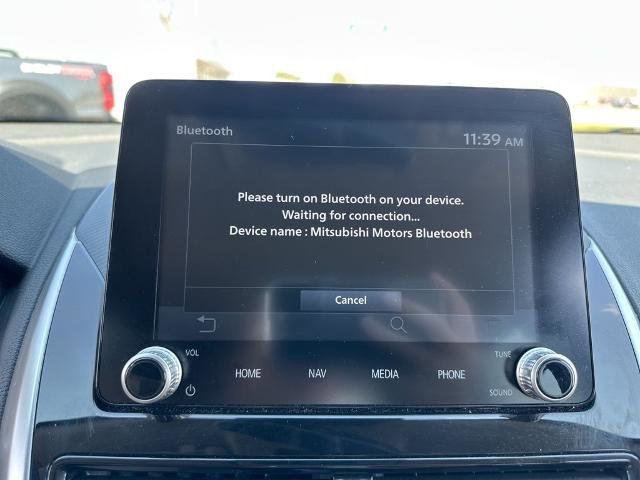 Bluetooth
11:39 AM
Please turn on Bluetooth on your device.
Waiting for connection...
Device name : Mitsubishi Motors Bluetooth
Cancel
VOL
TUNE
HOME
NAV
MEDIA
PHONE
SOUND